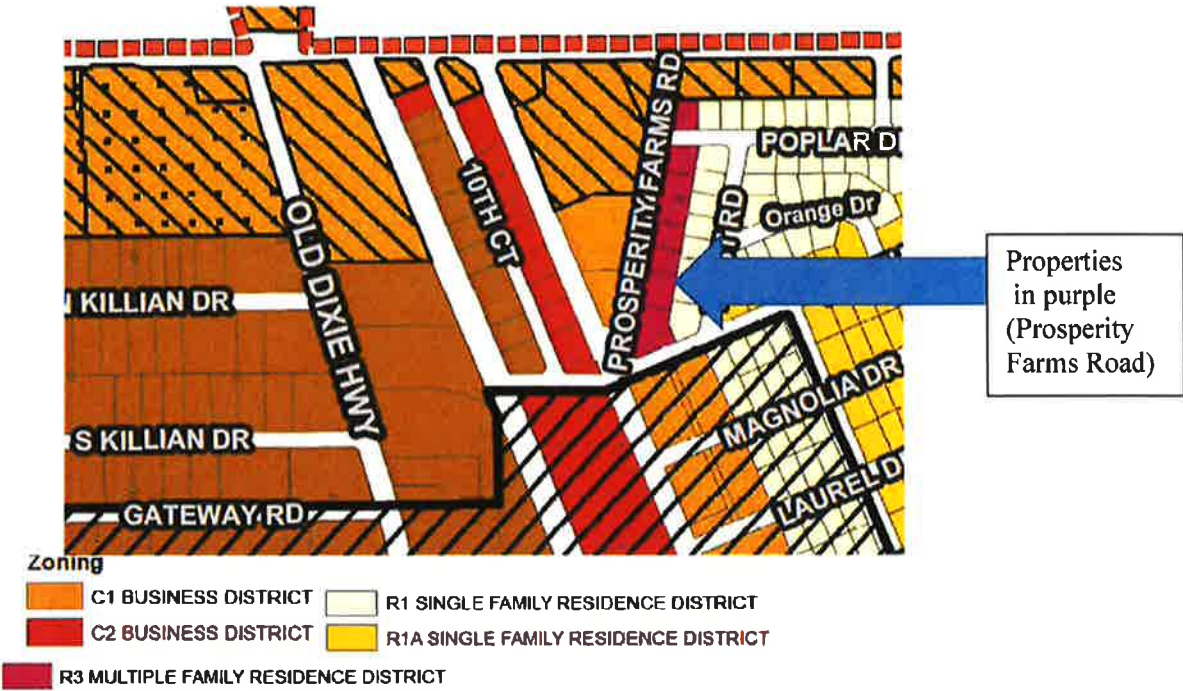 PROSPERITY FARMS RD
POPLAR D
10TH CT
URD
Orange Dr
OLD DIXIE HWY
Properties
in purple
(Prosperity
Farms Road)
N KILLIAN DR
MAGNOLIA DR
S KILLIAN DR
LAUREL D
GATEWAY RD
Zoning
C1 BUSINESS DISTRICT
R1 SINGLE FAMILY RESIDENCE DISTRICT
C2 BUSINESS DISTRICT
R1A SINGLE FAMILY RESIDENCE DISTRICT
R3 MULTIPLE FAMILY RESIDENCE DISTRICT